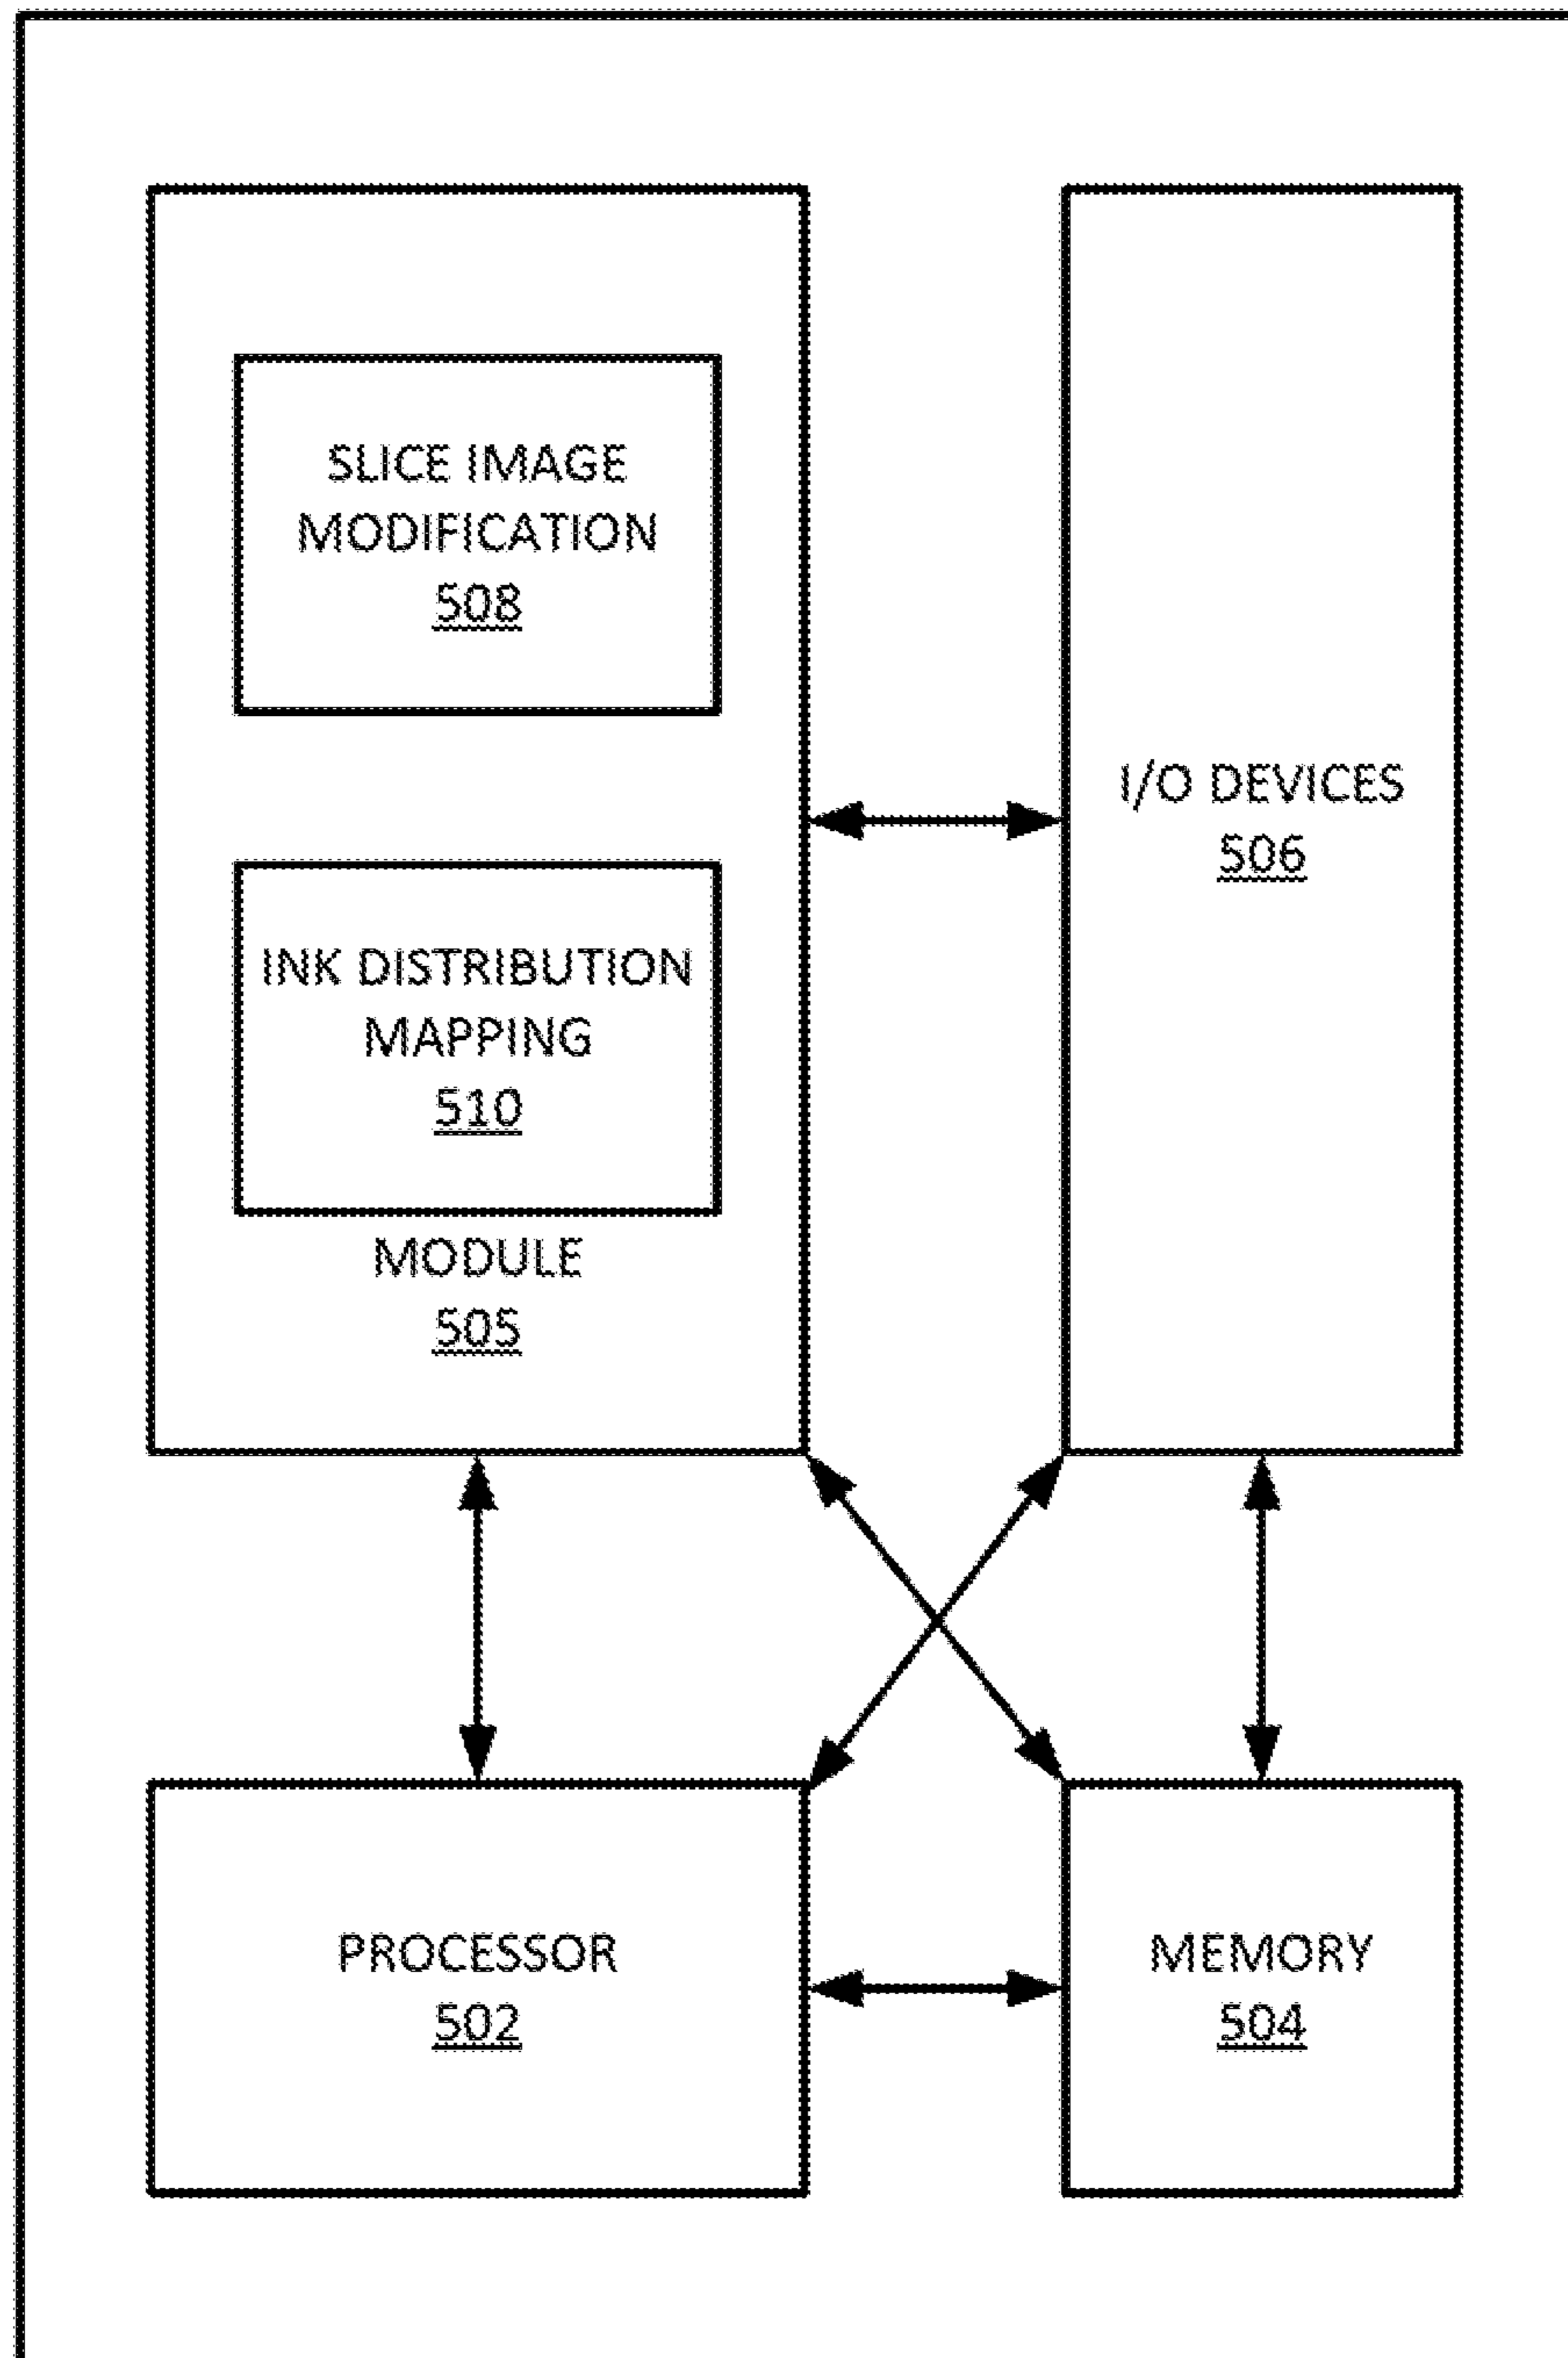 SLICE IMAGE
MODIFICATION
508
I/O DEVICES
506
INK DISTRIBUTION
MAPPING
510
MODULE
505
PROCESSOR
502
MEMORY
504